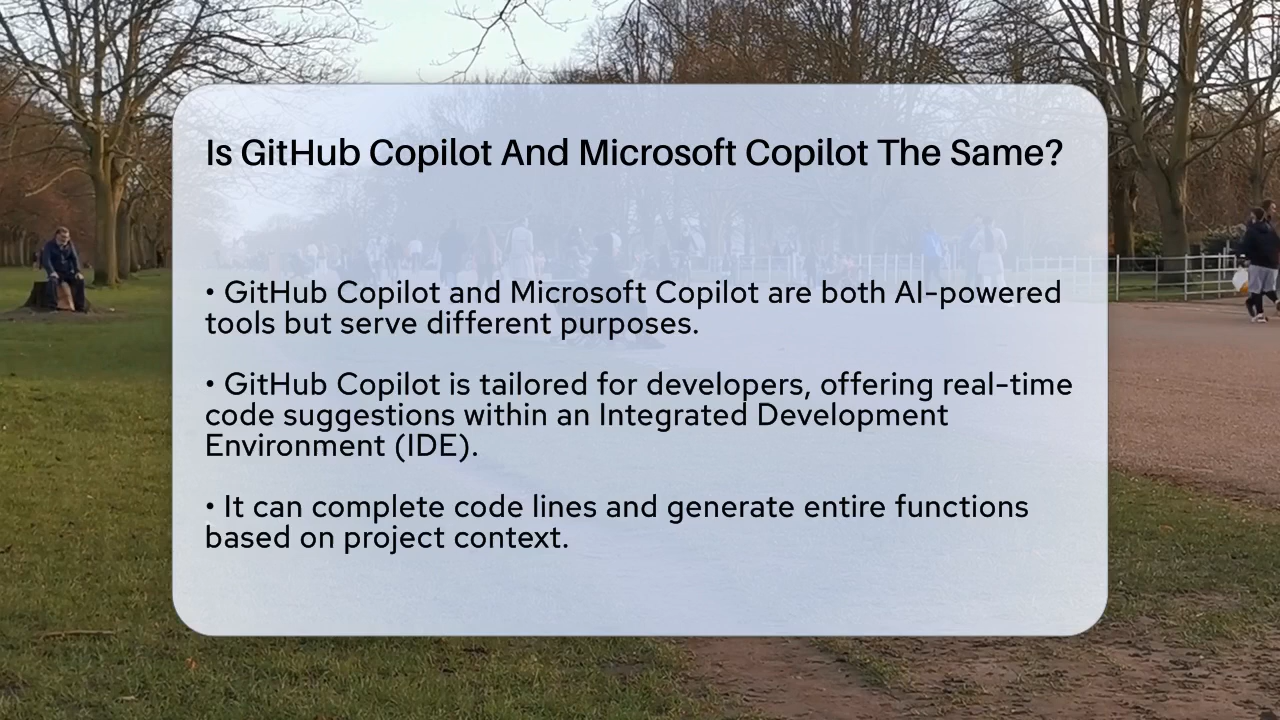 Is GitHub Copilot And Microsoft Copilot The Same?
• GitHub Copilot and Microsoft Copilot are both AI-powered
tools but serve different purposes.
• GitHub Copilot is tailored for developers, offering real-time
code suggestions within an Integrated Development
Environment (IDE).
• It can complete code lines and generate entire functions
based on project context.